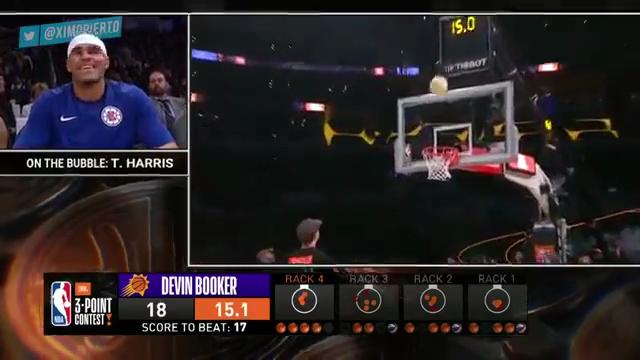 @XIMOPIERTO
15.0
TISSOT
ON THE BUBBLE: T. HARRIS
NBA
JBL
3-POINT
CONTEST
DEVIN BOOKER
18
15.1
SCORE TO BEAT: 17
RACK 4
RACK 3
RACK 2
RACK 1